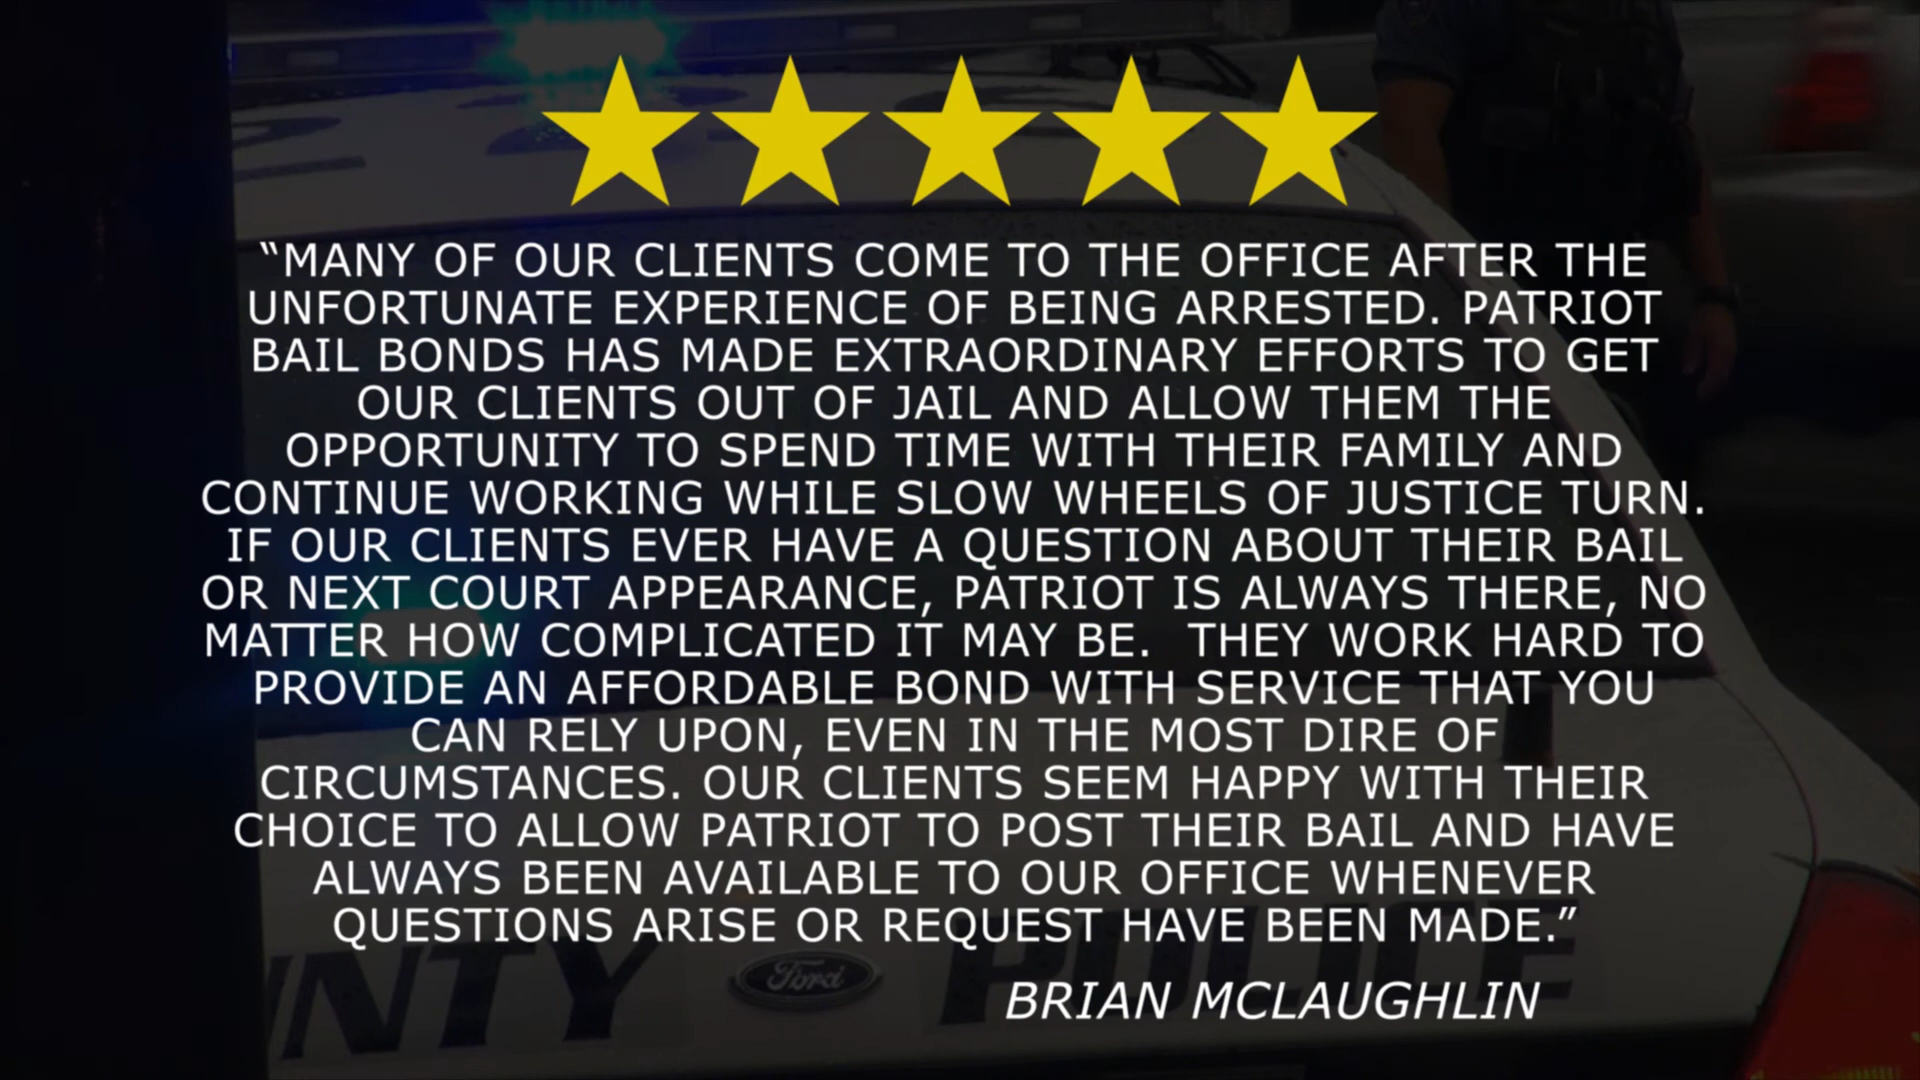 “MANY OF OUR CLIENTS COME TO THE OFFICE AFTER THE
UNFORTUNATE EXPERIENCE OF BEING ARRESTED. PATRIOT
BAIL BONDS HAS MADE EXTRAORDINARY EFFORTS TO GET
OUR CLIENTS OUT OF JAIL AND ALLOW THEM THE
OPPORTUNITY TO SPEND TIME WITH THEIR FAMILY AND
CONTINUE WORKING WHILE SLOW WHEELS OF JUSTICE TURN.
IF OUR CLIENTS EVER HAVE A QUESTION ABOUT THEIR BAIL
OR NEXT COURT APPEARANCE, PATRIOT IS ALWAYS THERE, NO
MATTER HOW COMPLICATED IT MAY BE.  THEY WORK HARD TO
PROVIDE AN AFFORDABLE BOND WITH SERVICE THAT YOU
CAN RELY UPON, EVEN IN THE MOST DIRE OF
CIRCUMSTANCES. OUR CLIENTS SEEM HAPPY WITH THEIR
CHOICE TO ALLOW PATRIOT TO POST THEIR BAIL AND HAVE
ALWAYS BEEN AVAILABLE TO OUR OFFICE WHENEVER
QUESTIONS ARISE OR REQUEST HAVE BEEN MADE.”
UNTY Ford POLICE
BRIAN MCLAUGHLIN